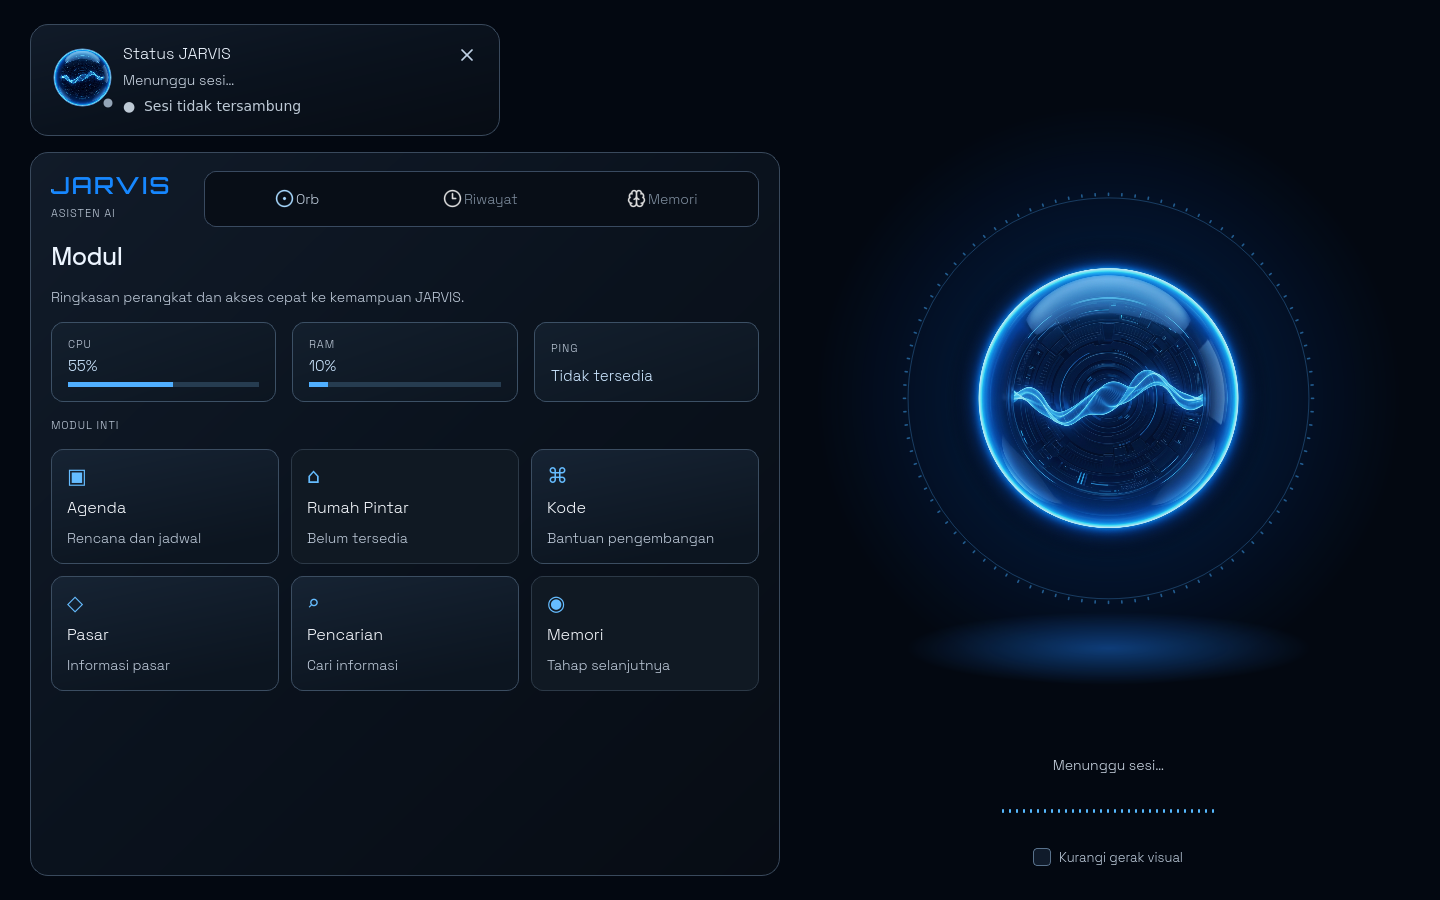 Status JARVIS
Menunggu sesi...
Sesi tidak tersambung
JARVIS
ASISTEN AI
Orb
Riwayat
Memori
Modul
Ringkasan perangkat dan akses cepat ke kemampuan JARVIS.
CPU
55%
RAM
10%
PING
Tidak tersedia
MODUL INTI
Agenda
Rencana dan jadwal
Rumah Pintar
Belum tersedia
Kode
Bantuan pengembangan
Pasar
Informasi pasar
Pencarian
Cari informasi
Memori
Tahap selanjutnya
Menunggu sesi...
Kurangi gerak visual